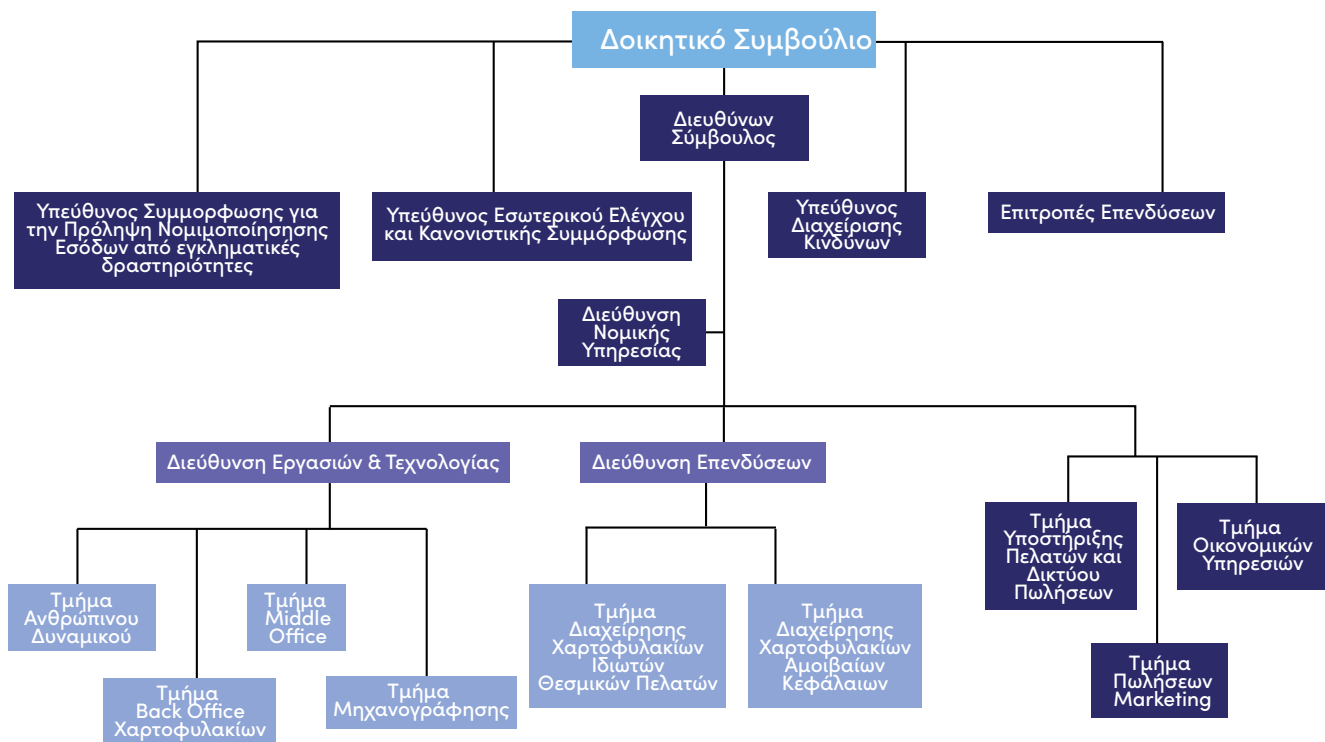 Δοικητικό Συμβούλιο
Διευθύνων
Σύμβουλος
Υπεύθυνος Συμμορφωσης για
την Πρόληψη Νομιμοποίησησης
Εσόδων από εγκληματικές
δραστηριότητες
Υπεύθυνος Εσωτερικού Ελέγχου
και Κανονιστικής Συμμόρφωσης
Υπεύθυνος
Διαχείρισης
Κινδύνων
Επιτροπές Επενδύσεων
Διεύθυνση
Νομικής
Υπηρεσίας
Διεύθυνση Εργασιών & Τεχνολογίας
Διεύθυνση Επενδύσεων
Τμήμα
Υποστήριξης
Πελατών και
Δικτύου
Πωλήσεων
Τμήμα
Οικονομικών
Υπηρεσιών
Τμήμα
Ανθρώπινου
Δυναμικού
Τμήμα
Middle
Office
Τμήμα
Διαχείρησης
Χαρτοφυλακίων
Ιδιωτών
Θεσμικών Πελατών
Τμήμα
Διαχείρησης
Χαρτοφυλακίων
Αμοιβαίων
Κεφάλαιων
Τμήμα
Πωλήσεων
Marketing
Τμήμα
Back Office
Χαρτοφυλακίων
Τμήμα
Μηχανογράφησης